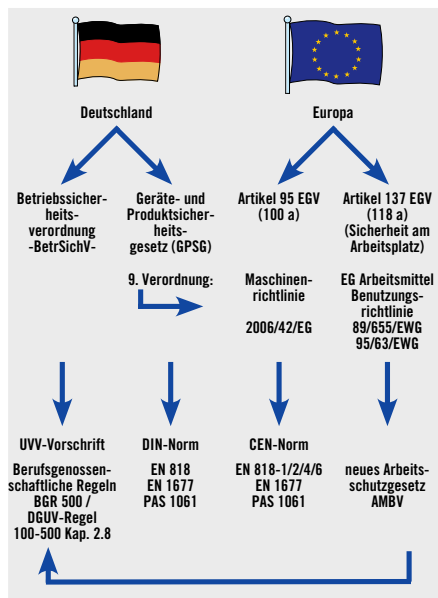 Deutschland
Betriebssicher-
heits-
verordnung
-BetrSichV-
Geräte- und
Produktsicher-
heits-
gesetz (GPSG)
9. Verordnung:
UVV-Vorschrift
Berufsgenossen-
schaftliche Regeln
BGR 500 /
DGUV-Regel
100-500 Kap. 2.8
DIN-Norm
EN 818
EN 1677
PAS 1061
Europa
Artikel 95 EGV
(100 a)
Maschinen-
richtlinie
2006/42/EG
CEN-Norm
EN 818-1/2/4/6
EN 1677
PAS 1061
Artikel 137 EGV
(118 a)
(Sicherheit am
Arbeitsplatz)
EG Arbeitsmittel
Benutzungs-
richtlinie
89/655/EWG
95/63/EWG
neues Arbeits-
schutzgesetz
AMBV